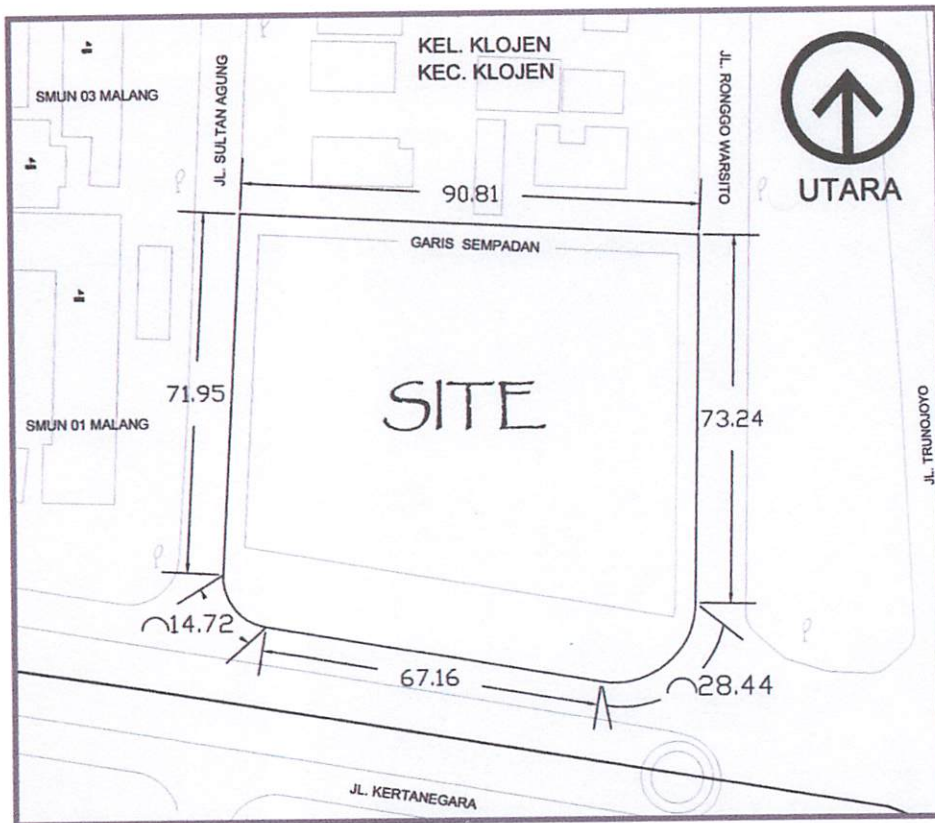 KEL. KLOJEN
KEC. KLOJEN
SMUN 03 MALANG
JL. SULTAN AGUNG
JL. RONGGO WARSITO
UTARA
90.81
GARIS SEMPADAN
71.95
SITE
73.24
SMUN 01 MALANG
JL. TRUNOJOYO
⌒14.72
67.16
⌒28.44
JL. KERTANEGARA